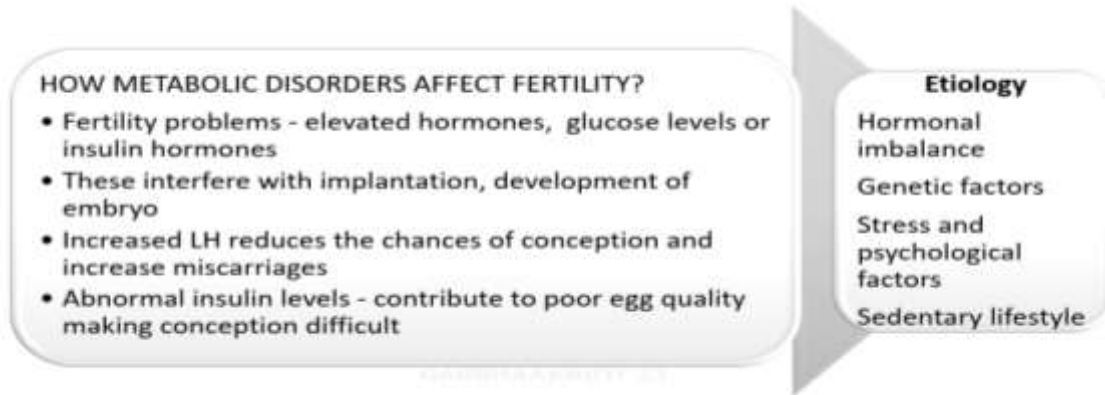 HOW METABOLIC DISORDERS AFFECT FERTILITY?
• Fertility problems - elevated hormones, glucose levels or
insulin hormones
• These interfere with implantation, development of
embryo
• Increased LH reduces the chances of conception and
increase miscarriages
• Abnormal insulin levels - contribute to poor egg quality
making conception difficult
Etiology
Hormonal
imbalance
Genetic factors
Stress and
psychological
factors
Sedentary lifestyle